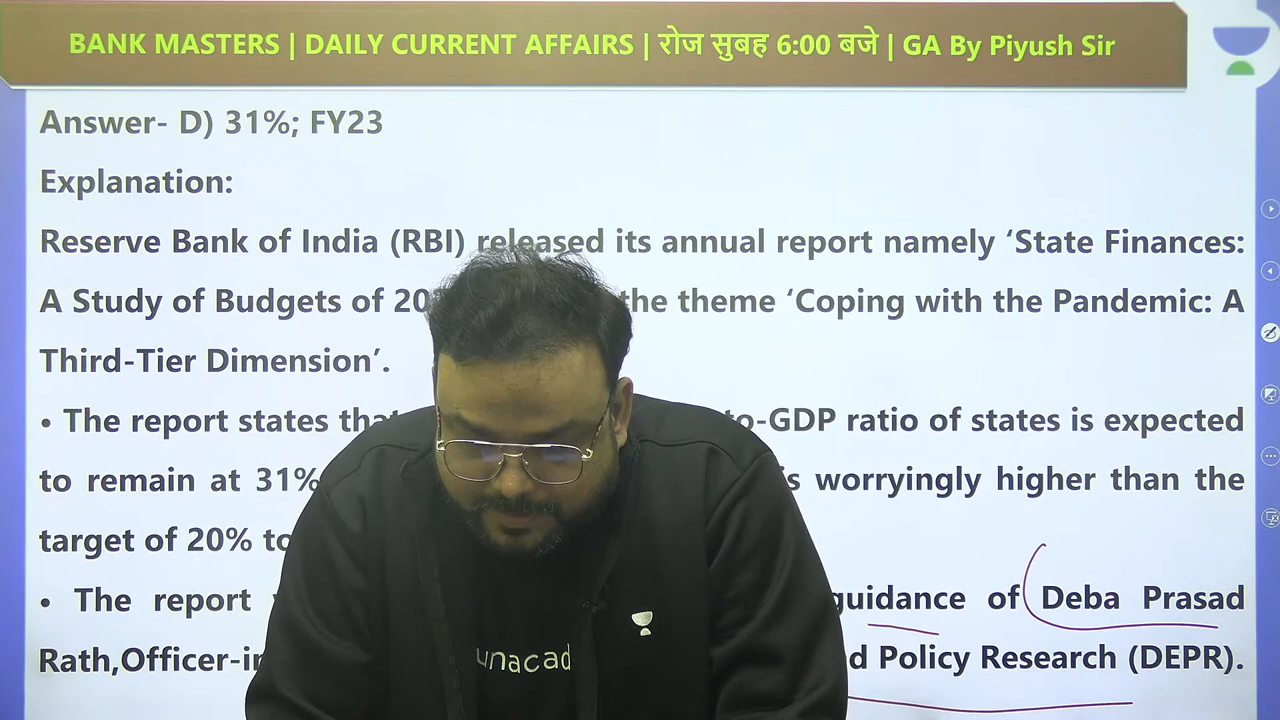 BANK MASTERS | DAILY CURRENT AFFAIRS | रोज सुबह 6:00 बजे | GA By Piyush Sir
Answer- D) 31%; FY23
Explanation:
Reserve Bank of India (RBI) released its annual report namely ‘State Finances:
A Study of Budgets of 20 the theme ‘Coping with the Pandemic: A
Third-Tier Dimension’.
• The report states that to-GDP ratio of states is expected
to remain at 31% is worryingly higher than the
target of 20% to
• The report guidance of Deba Prasad
Rath,Officer-in d Policy Research (DEPR).
unacad